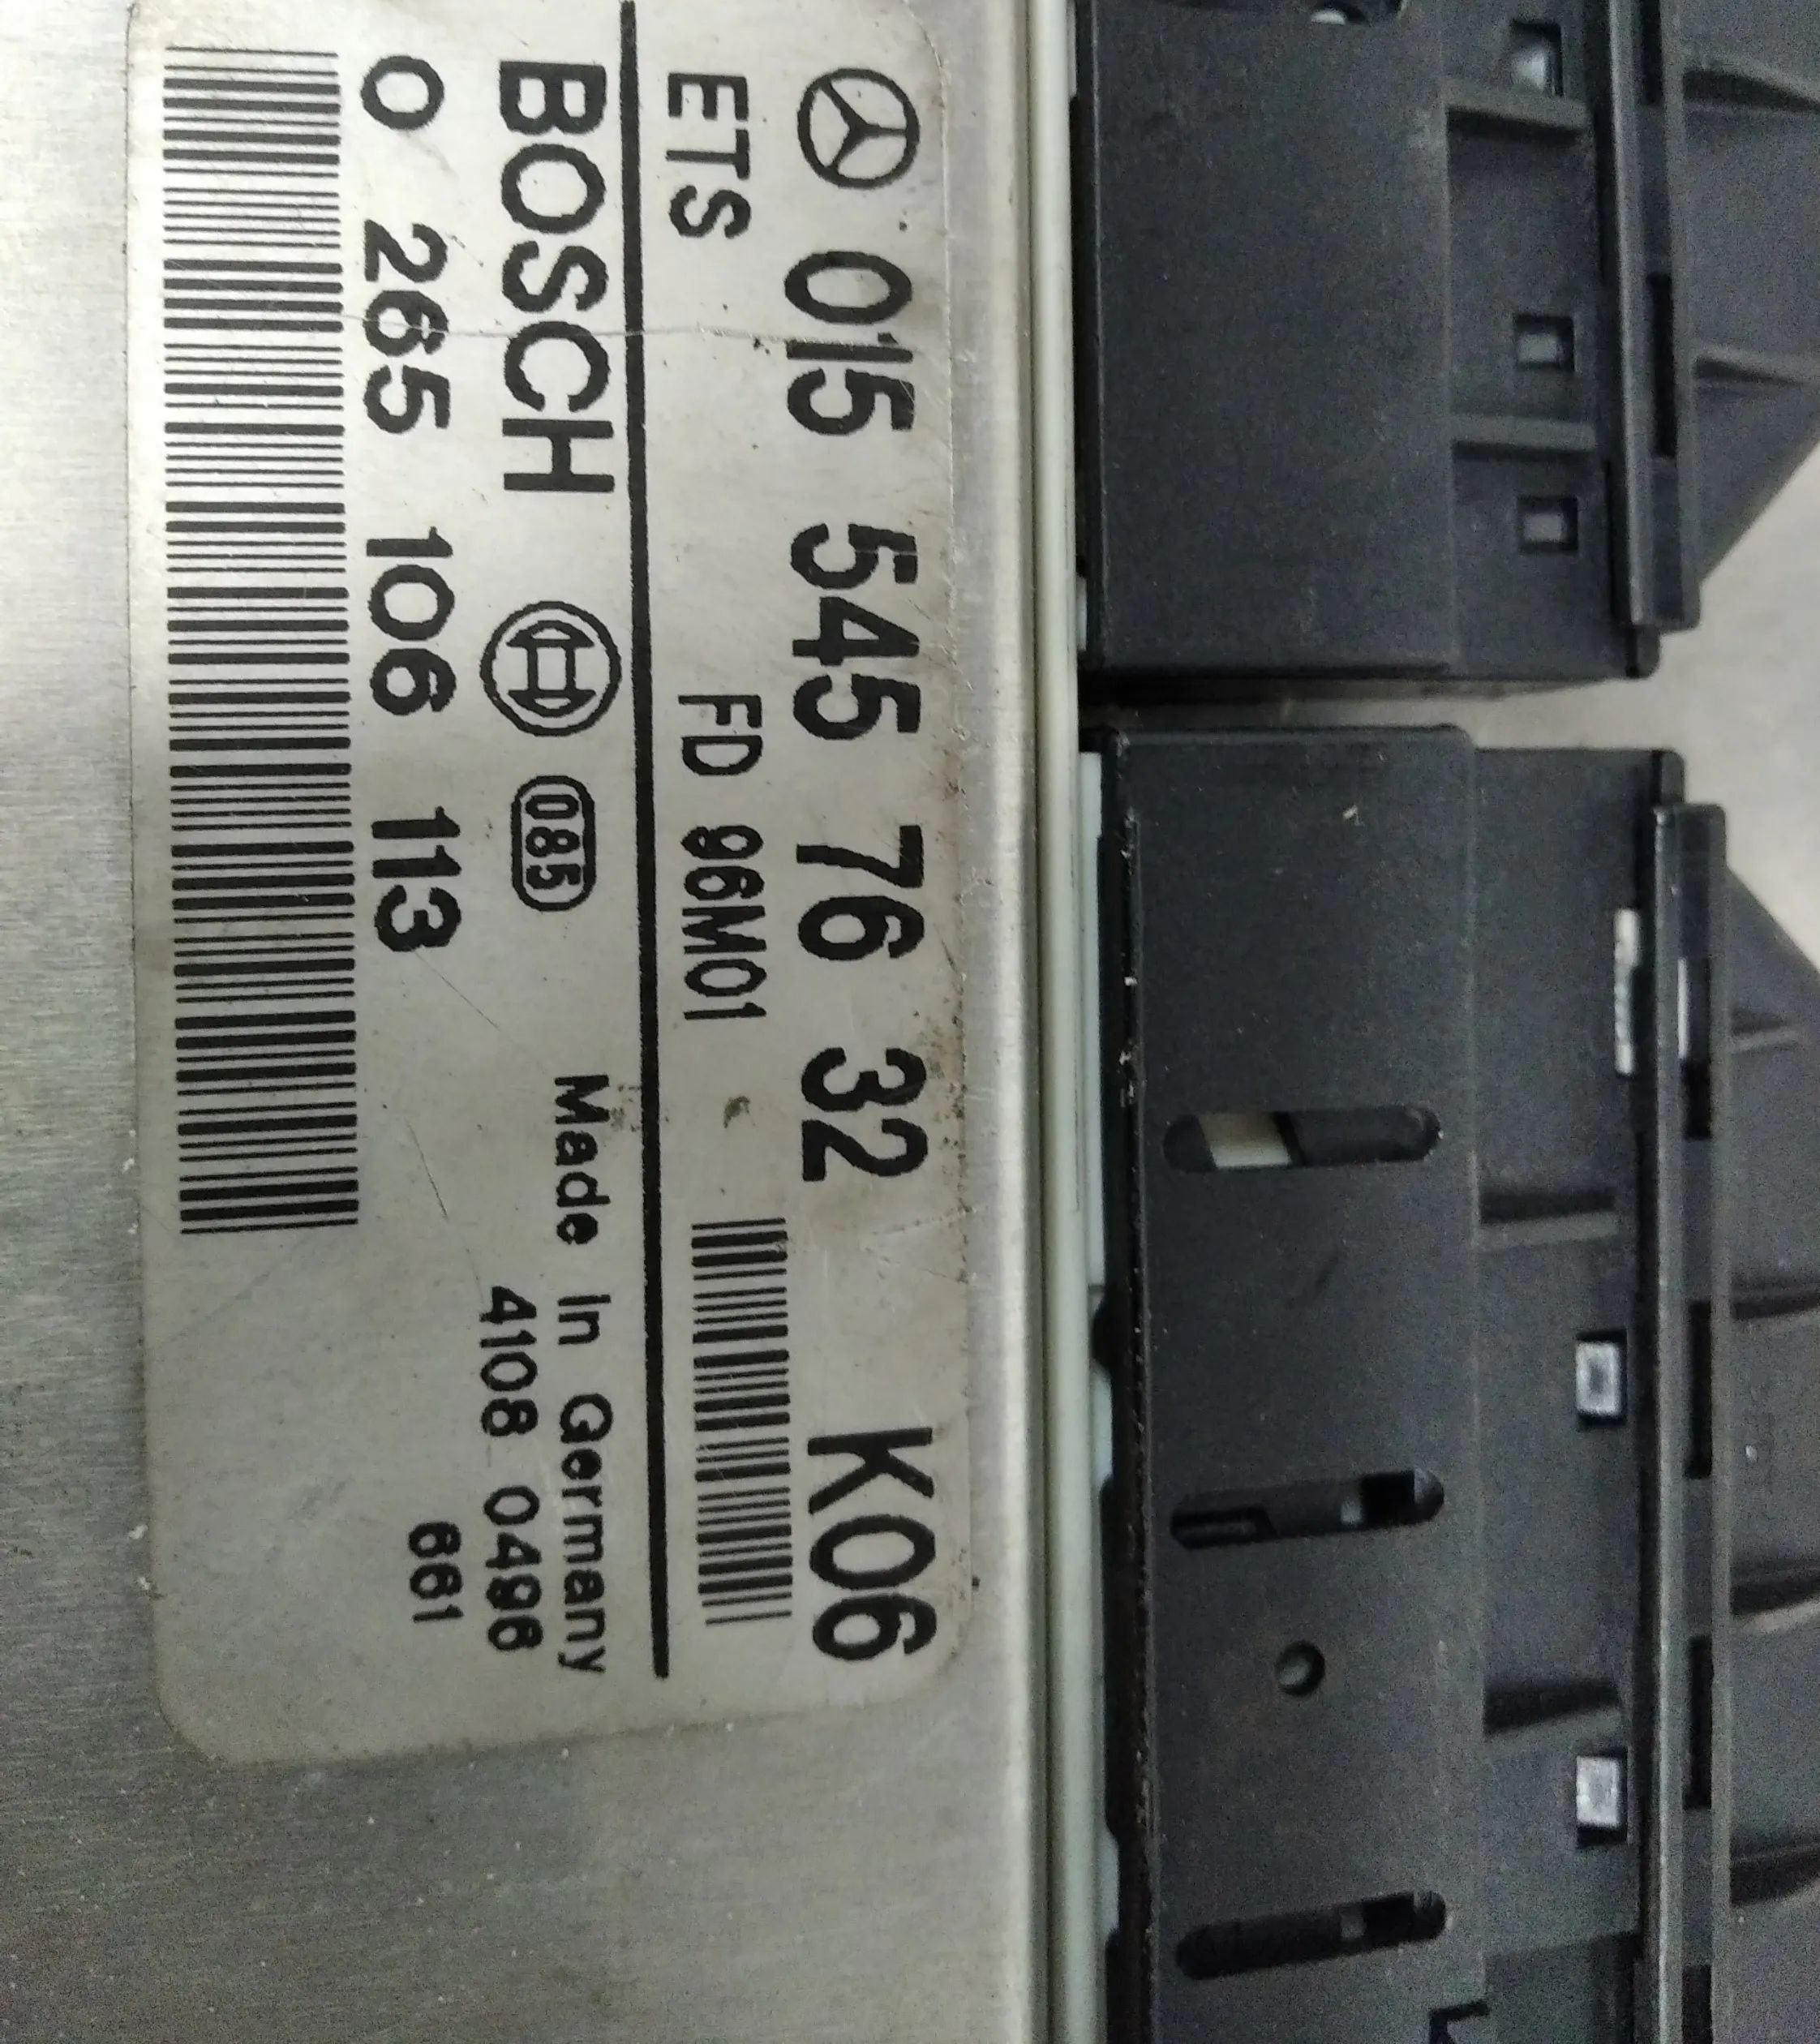 015 545 76 32 K06
ETS FD 96M01
BOSCH 085 Made In Germany
4108 0496
0 265 106 113
661